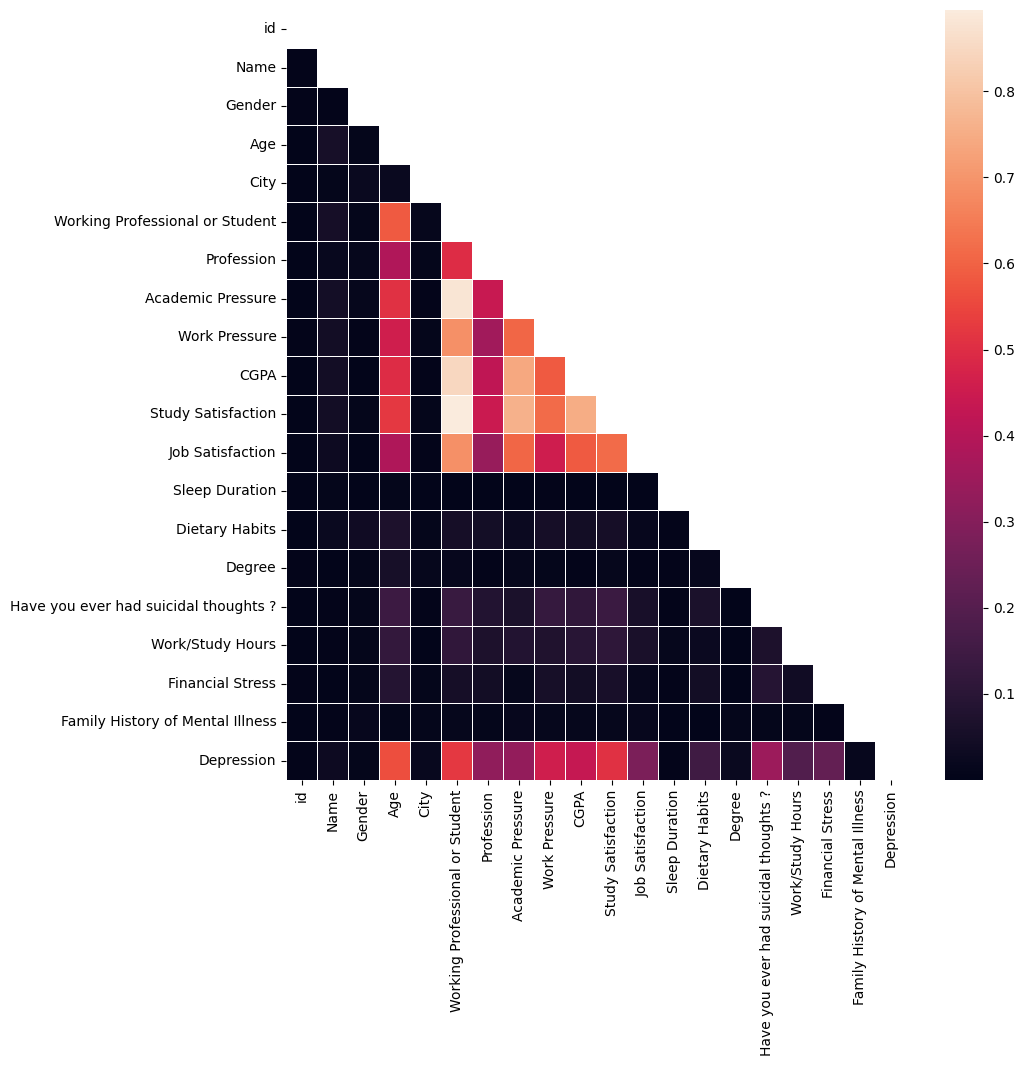 id
Name
Gender
Age
City
Working Professional or Student
Profession
Academic Pressure
Work Pressure
CGPA
Study Satisfaction
Job Satisfaction
Sleep Duration
Dietary Habits
Degree
Have you ever had suicidal thoughts ?
Work/Study Hours
Financial Stress
Family History of Mental Illness
Depression
id
Name
Gender
Age
City
Working Professional or Student
Profession
Academic Pressure
Work Pressure
CGPA
Study Satisfaction
Job Satisfaction
Sleep Duration
Dietary Habits
Degree
Have you ever had suicidal thoughts ?
Work/Study Hours
Financial Stress
Family History of Mental Illness
Depression
0.8
0.7
0.6
0.5
0.4
0.3
0.2
0.1